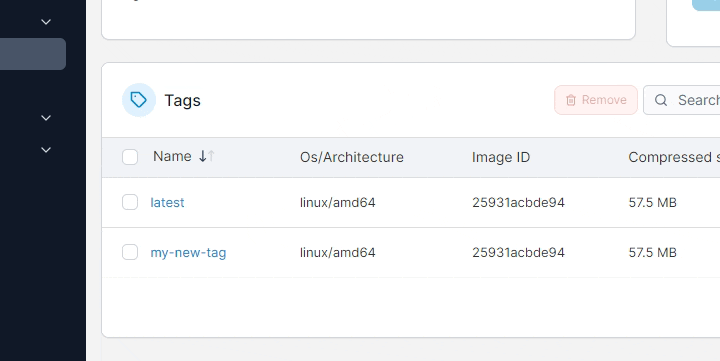 Tags
Remove
Search
Name Os/Architecture Image ID Compressed s
latest linux/amd64 25931acbde94 57.5 MB
my-new-tag linux/amd64 25931acbde94 57.5 MB